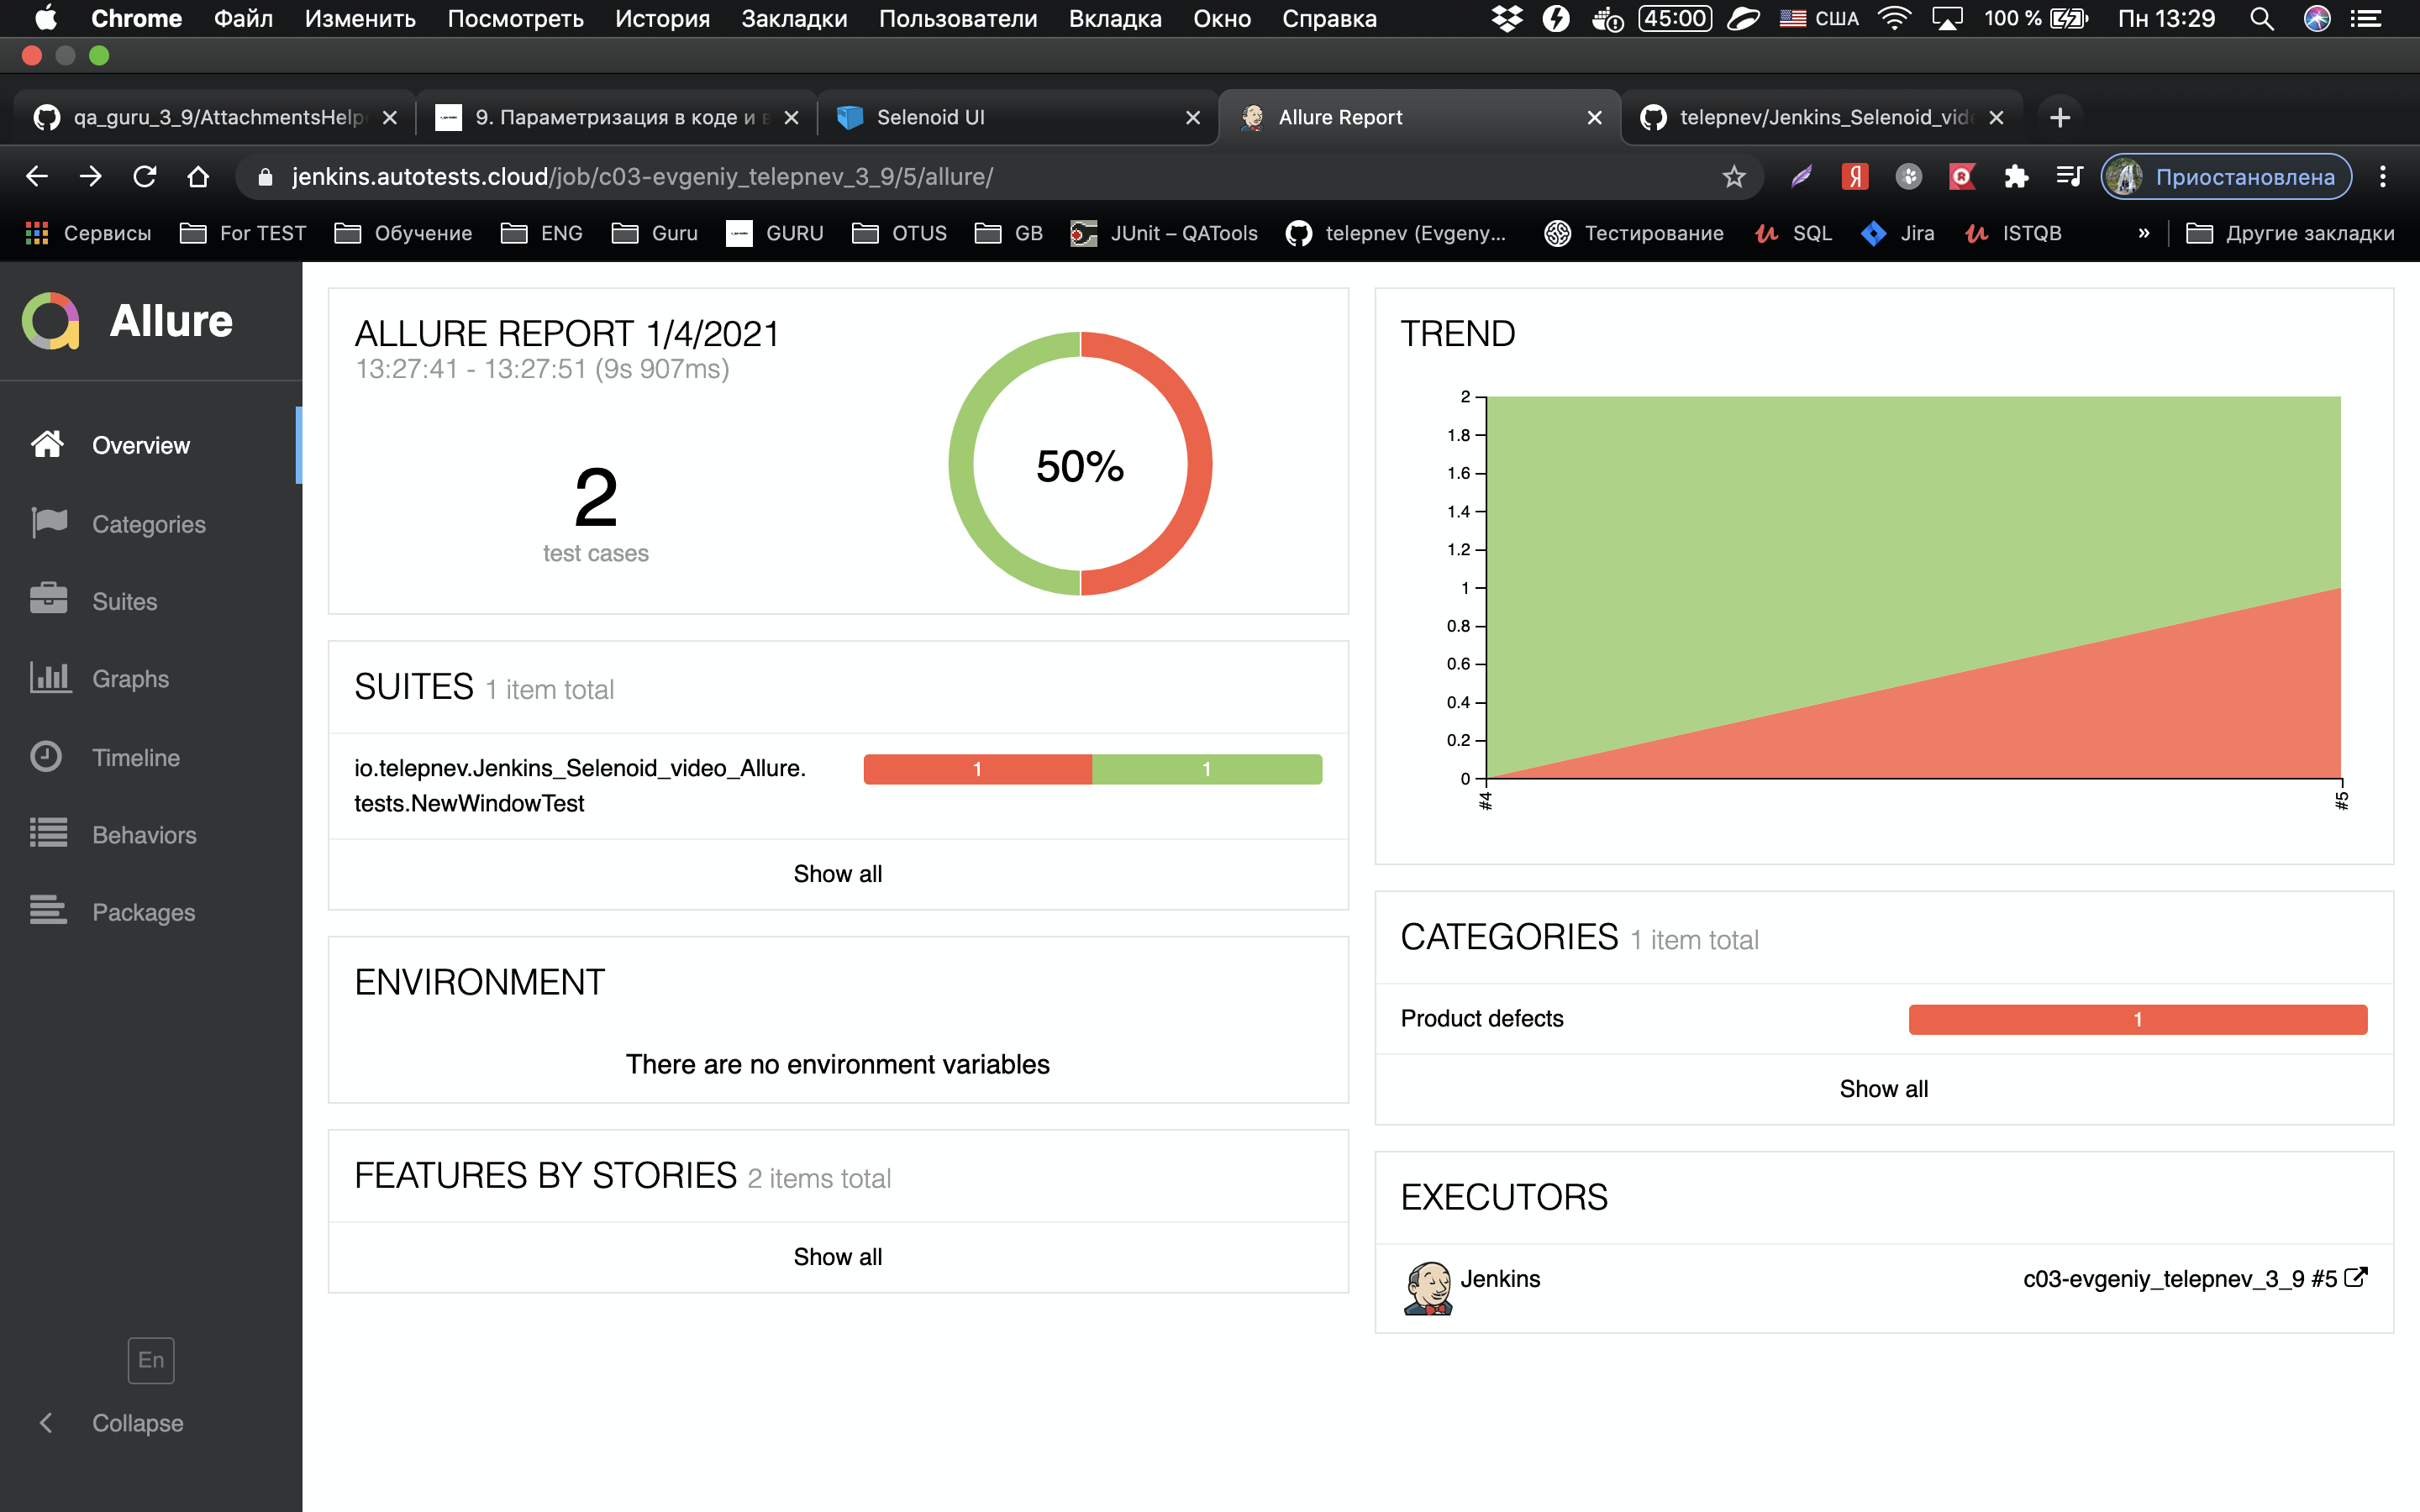 Chrome Файл Изменить Посмотреть История Закладки Пользователи Вкладка Окно Справка 45:00 США 100 % Пн 13:29
qa_guru_3_9/AttachmentsHelp 9. Параметризация в коде и в Selenoid UI Allure Report telepnev/Jenkins_Selenoid_vide
jenkins.autotests.cloud/job/c03-evgeniy_telepnev_3_9/5/allure/ Приостановлена
Сервисы For TEST Обучение ENG Guru GURU OTUS GB JUnit – QATools telepnev (Evgeny... Тестирование SQL Jira ISTQB » Другие закладки
Allure
Overview
Categories
Suites
Graphs
Timeline
Behaviors
Packages
En
Collapse
ALLURE REPORT 1/4/2021
13:27:41 - 13:27:51 (9s 907ms)
2
test cases
50%
SUITES 1 item total
io.telepnev.Jenkins_Selenoid_video_Allure.
tests.NewWindowTest
1 1
Show all
ENVIRONMENT
There are no environment variables
FEATURES BY STORIES 2 items total
Show all
TREND
2
1.8
1.6
1.4
1.2
1
0.8
0.6
0.4
0.2
0
#4 #5
CATEGORIES 1 item total
Product defects 1
Show all
EXECUTORS
Jenkins c03-evgeniy_telepnev_3_9 #5